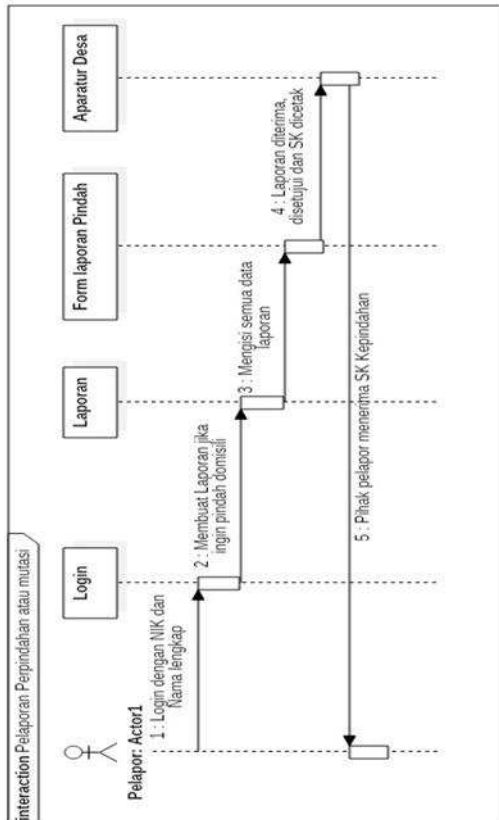 interaction Pelaporan Perpindahan atau mutasi
Pelapor: Actor1
Login
Laporan
Form laporan Pindah
Aparatur Desa
1 : Login dengan NIK dan
Nama lengkap
2 : Membuat Laporan jika
ingin pindah domisili
3 : Mengisi semua data
laporan
4 : Laporan diterima,
disetujui dan SK dicetak
5 : Pihak pelapor menerima SK Kepindahan